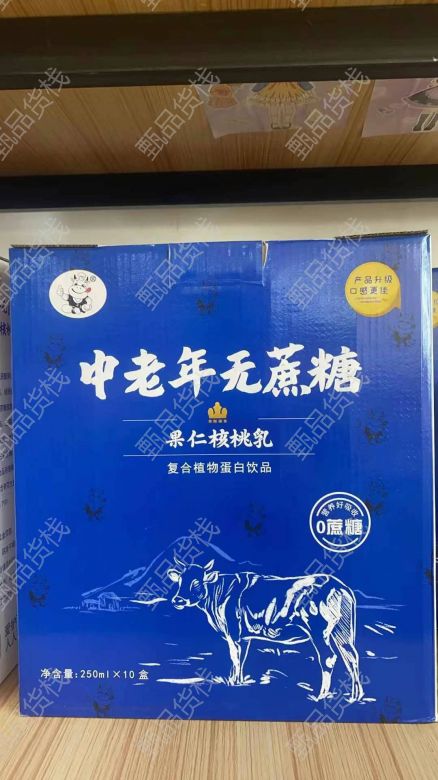 产品升级
口感更佳
中老年无蔗糖
果仁核桃乳
复合植物蛋白饮品
营养好吸收
0蔗糖
净含量:250ml×10盒
甄品货栈